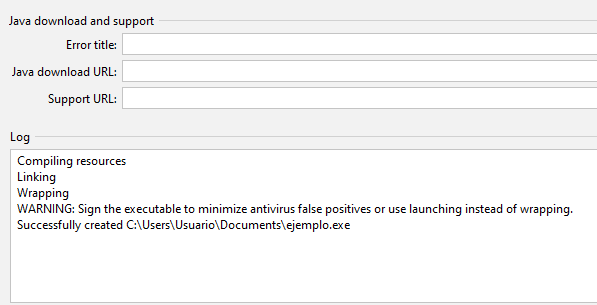 Java download and support
Error title:
Java download URL:
Support URL:
Log
Compiling resources
Linking
Wrapping
WARNING: Sign the executable to minimize antivirus false positives or use launching instead of wrapping.
Successfully created C:\Users\Usuario\Documents\ejemplo.exe